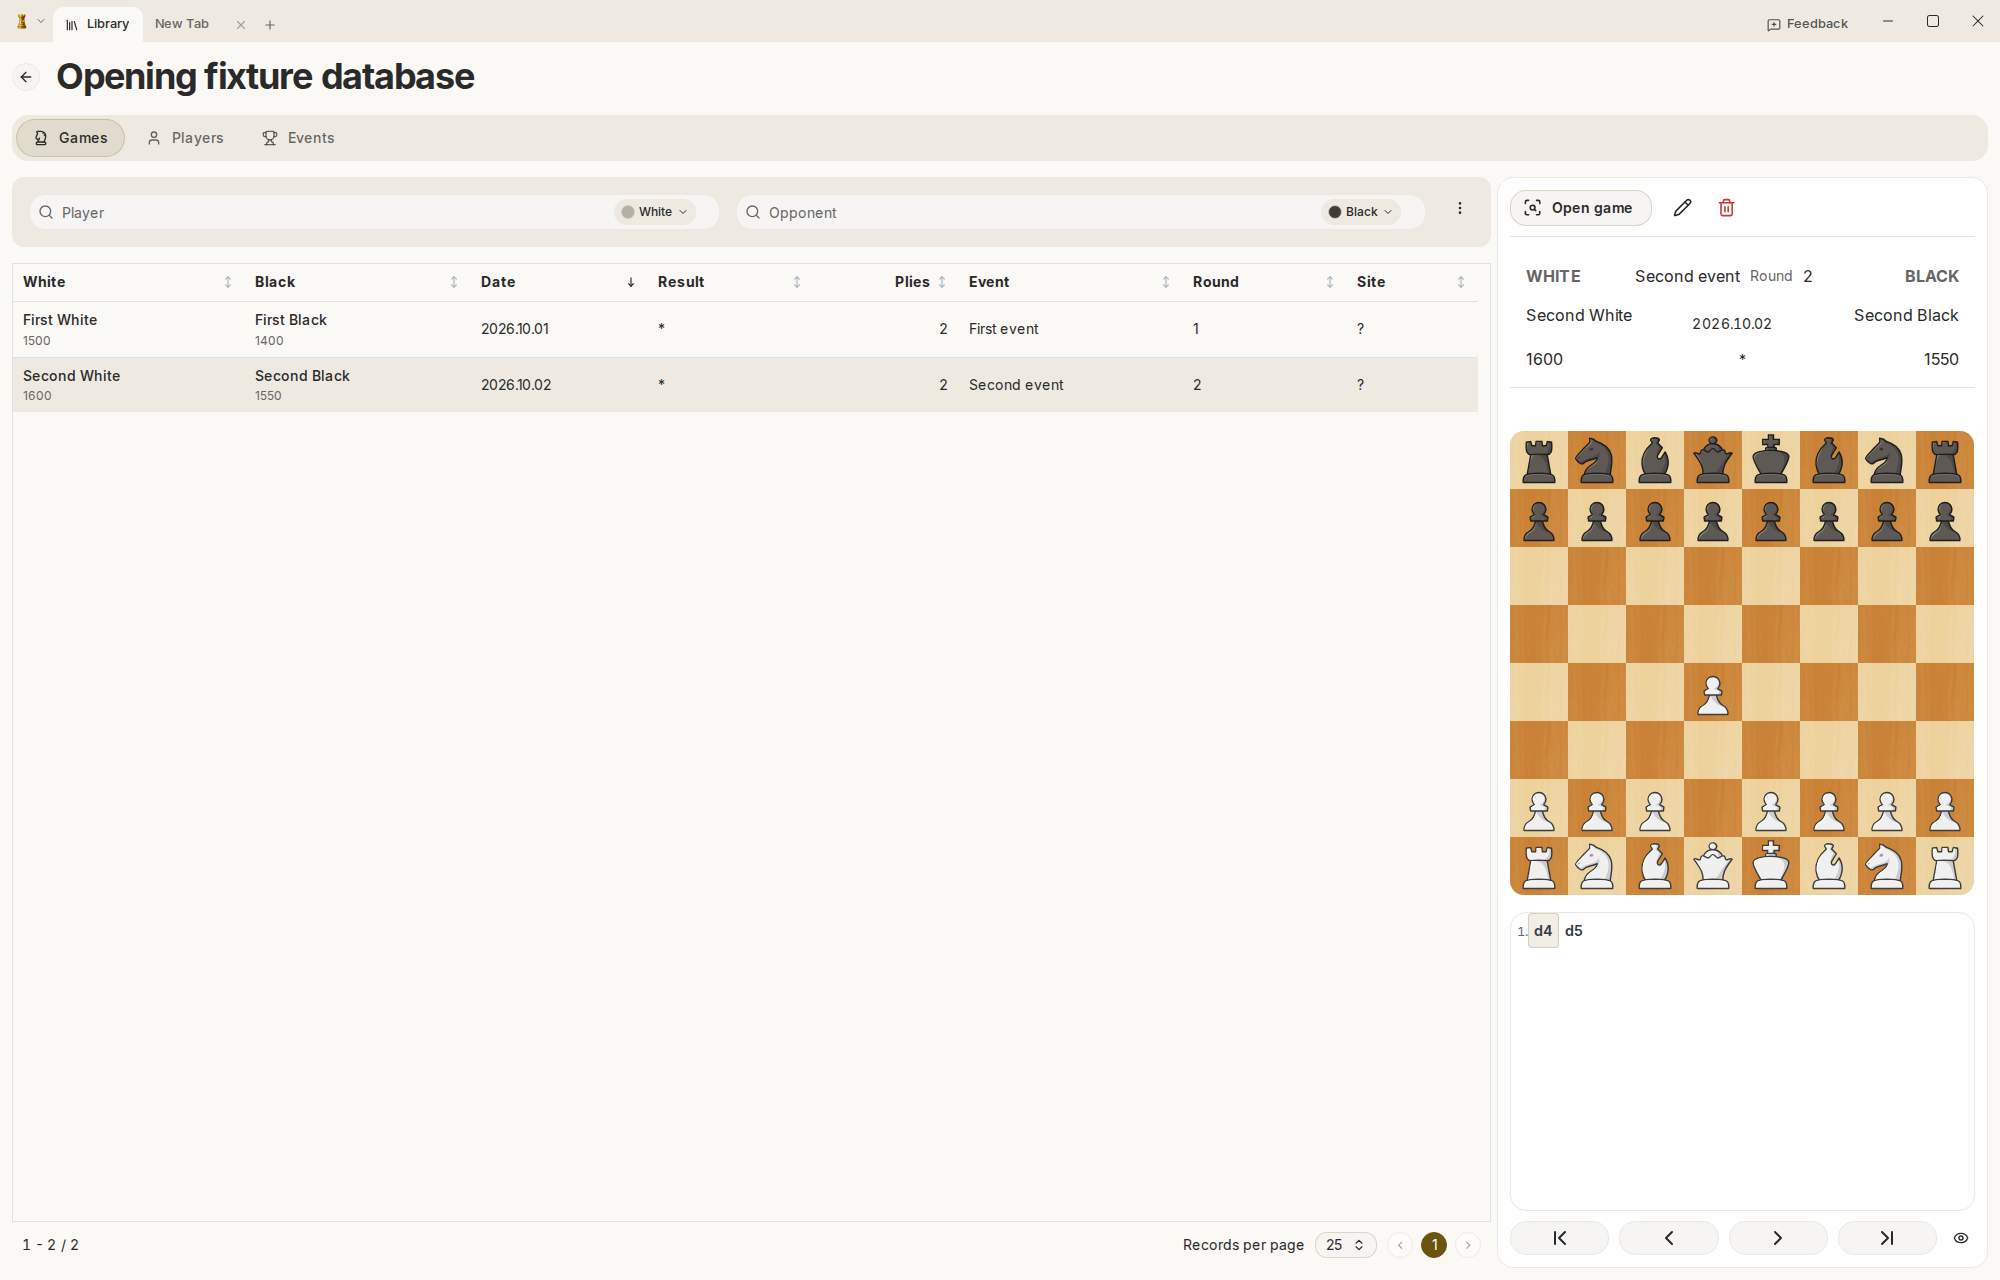 Library
New Tab
Feedback
Opening fixture database
Games
Players
Events
Player
White
Opponent
Black
White Black Date Result Plies Event Round Site
First White First Black 2026.10.01 * 2 First event 1 ?
1500 1400
Second White Second Black 2026.10.02 * 2 Second event 2 ?
1600 1550
1 - 2 / 2
Records per page 25 1
Open game
WHITE Second event Round 2 BLACK
Second White 2026.10.02 Second Black
1600 * 1550
1. d4 d5